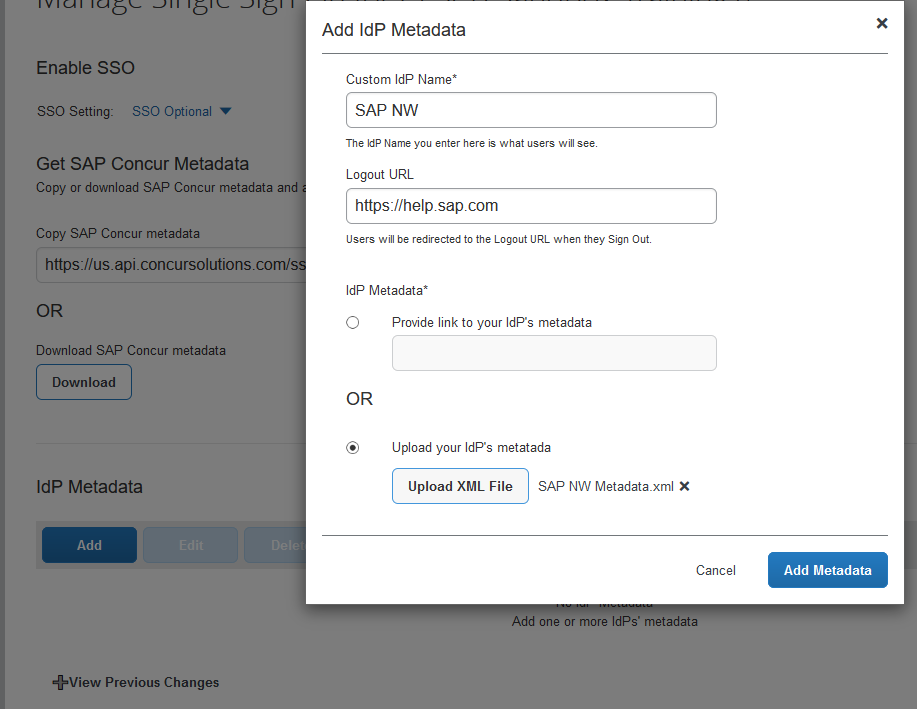 Manage Single Sign
Add IdP Metadata
Enable SSO
Custom IdP Name*
SSO Setting: SSO Optional
SAP NW
The IdP Name you enter here is what users will see.
Get SAP Concur Metadata
Logout URL
Copy or download SAP Concur metadata and a
https://help.sap.com
Copy SAP Concur metadata
Users will be redirected to the Logout URL when they Sign Out.
https://us.api.concursolutions.com/ss
IdP Metadata*
OR
Provide link to your IdP's metadata
Download SAP Concur metadata
Download
OR
Upload your IdP's metatada
Upload XML File SAP NW Metadata.xml
IdP Metadata
Add Edit Delet
Cancel Add Metadata
No IdP Metadata
Add one or more IdPs' metadata
View Previous Changes